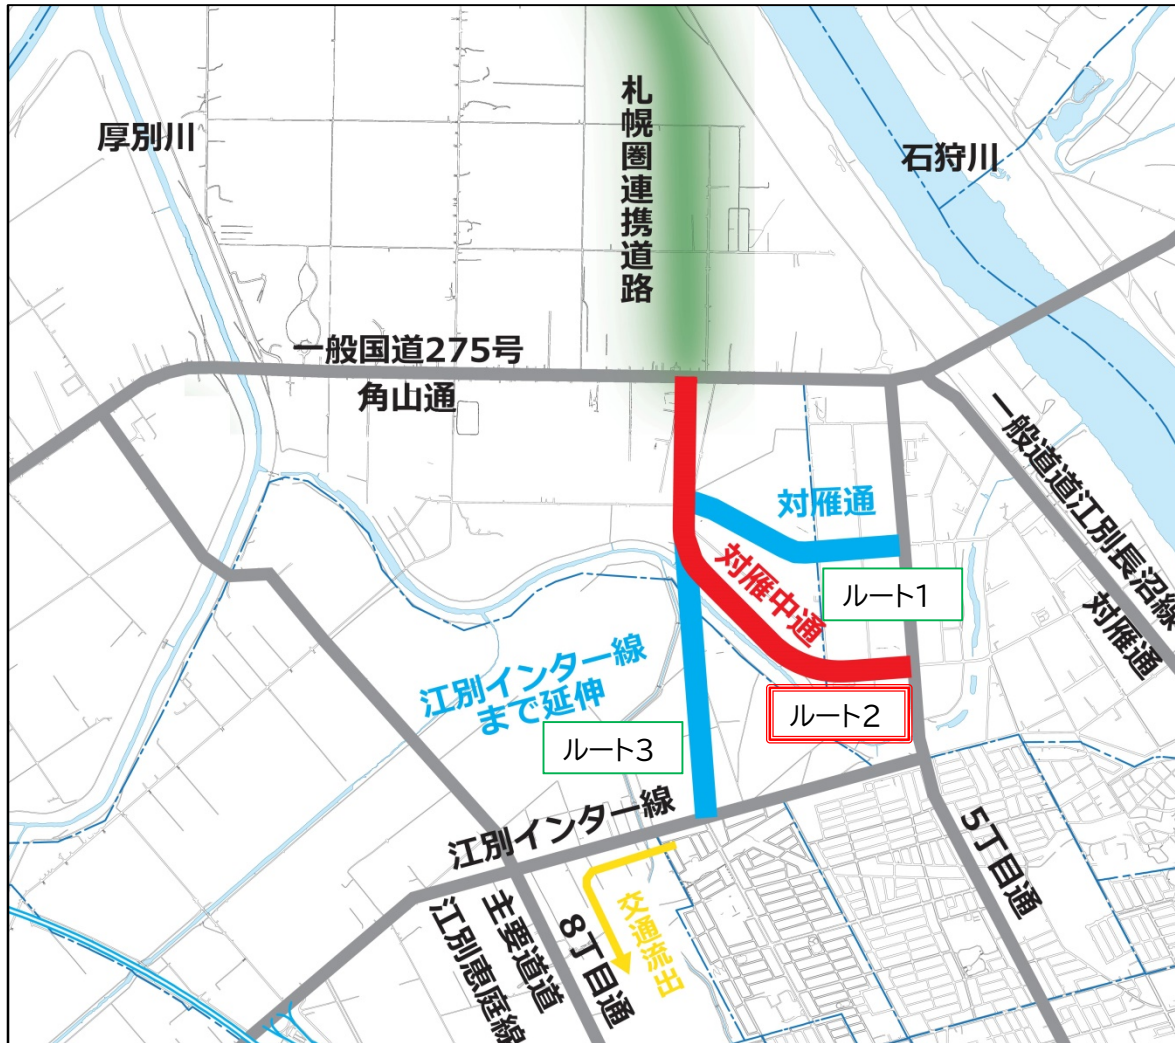 札幌圏連携道路
厚別川
石狩川
一般国道275号
角山通
一般道道江別長沼線
対雁通
対雁通
ルート1
対雁中通
ルート2
江別インター線
まで延伸
ルート3
江別インター線
5丁目通
主要道道
江別恵庭線
8丁目通
交通流出